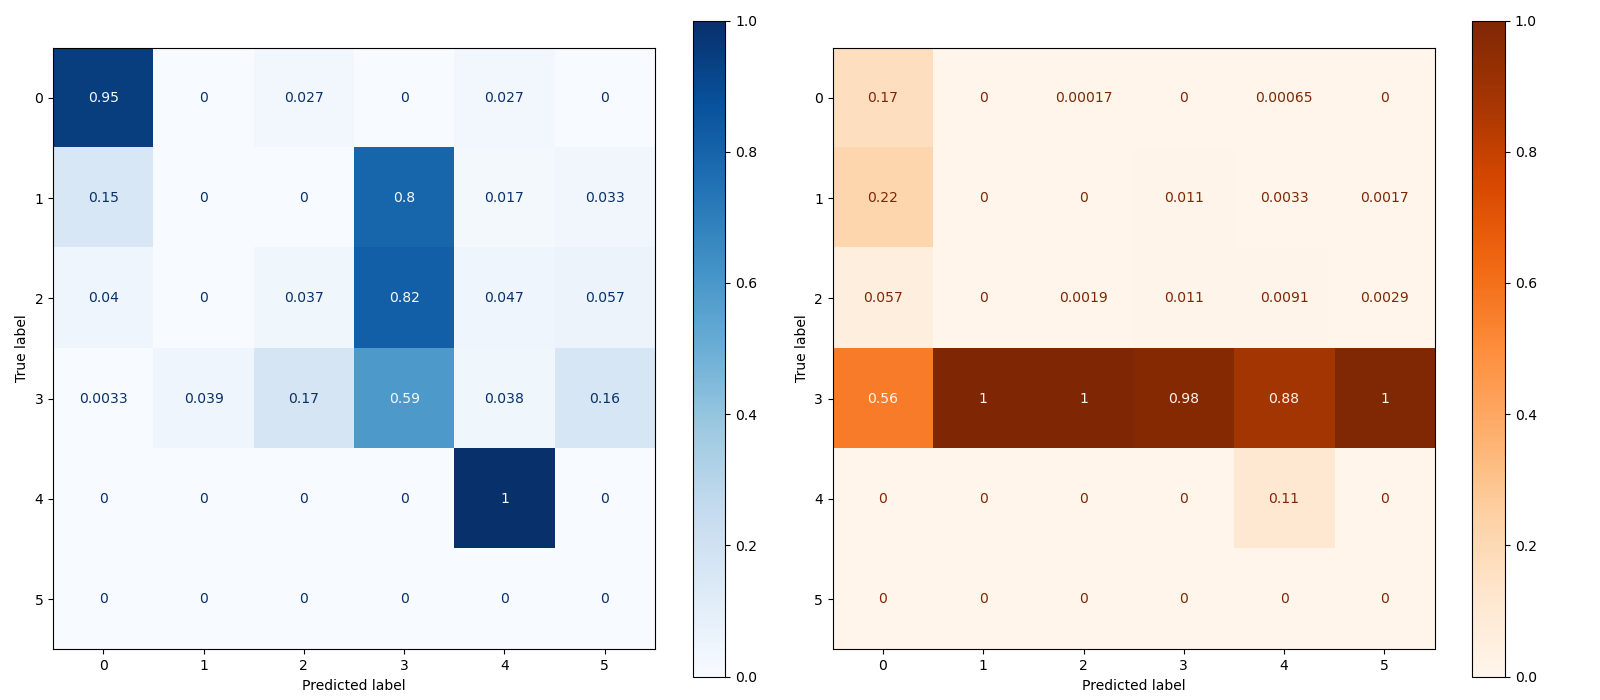 1.0
1.0
0 0.95 0 0.027 0 0.027 0
0 0.17 0 0.00017 0 0.00065 0
0.8
0.8
1 0.15 0 0 0.8 0.017 0.033
1 0.22 0 0 0.011 0.0033 0.0017
0.6
0.6
2 0.04 0 0.037 0.82 0.047 0.057
2 0.057 0 0.0019 0.011 0.0091 0.0029
True label
True label
3 0.0033 0.039 0.17 0.59 0.038 0.16
3 0.56 1 1 0.98 0.88 1
0.4
0.4
4 0 0 0 0 1 0
4 0 0 0 0 0.11 0
0.2
0.2
5 0 0 0 0 0 0
5 0 0 0 0 0 0
0 1 2 3 4 5
0 1 2 3 4 5
0.0
0.0
Predicted label
Predicted label